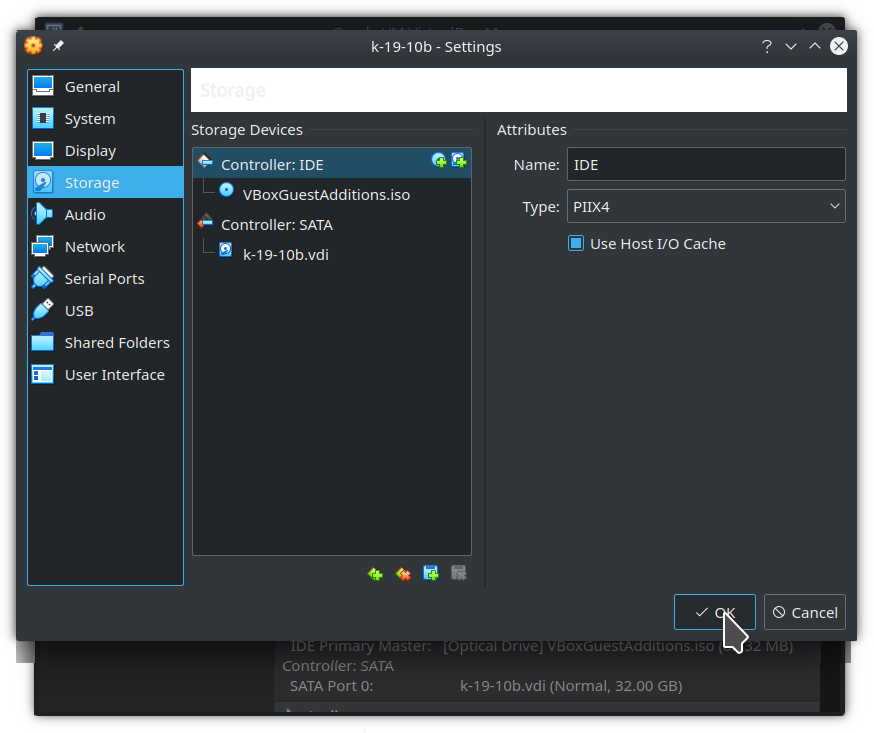 k-19-10b - Settings
General
System
Display
Storage
Audio
Network
Serial Ports
USB
Shared Folders
User Interface
Storage
Storage Devices
Controller: IDE
VBoxGuestAdditions.iso
Controller: SATA
k-19-10b.vdi
Attributes
Name: IDE
Type: PIIX4
Use Host I/O Cache
OK
Cancel
IDE Primary Master: [Optical Drive] VBoxGuestAdditions.iso MB)
Controller: SATA
SATA Port 0: k-19-10b.vdi (Normal, 32.00 GB)